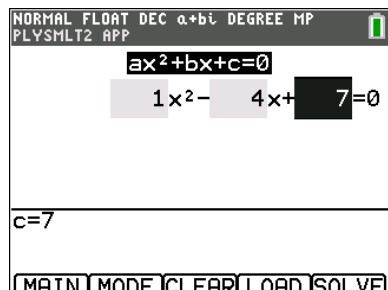 NORMAL FLOAT DEC a+bi DEGREE MP
PLYSMLT2 APP
ax²+bx+c=0
1x²- 4x+ 7=0
c=7
MAIN MODE CLEAR LOAD SOLVE